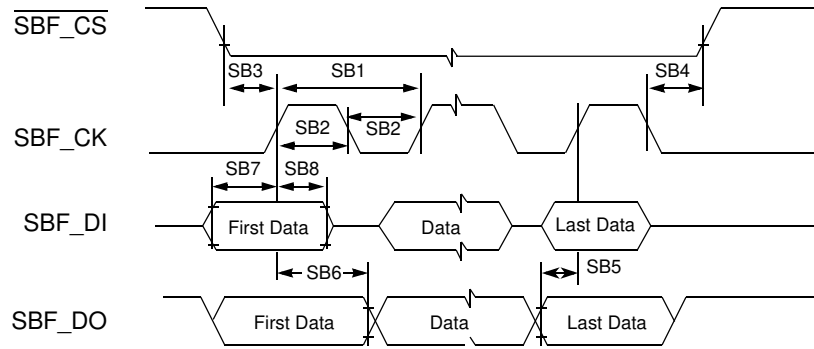 SBF_CS
SB3 SB1 SB4
SBF_CK SB2 SB2
SB7 SB8
SBF_DI First Data Data Last Data
SB6 SB5
SBF_DO First Data Data Last Data